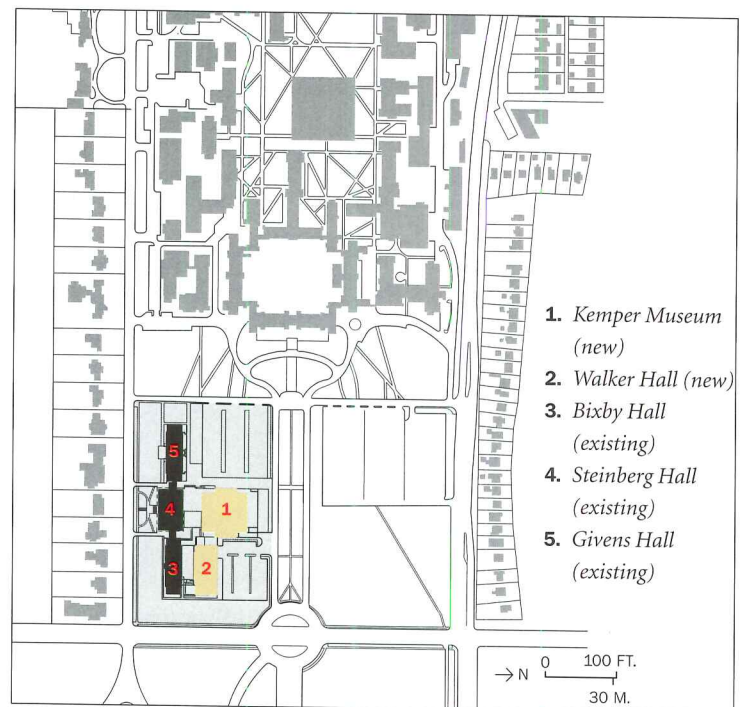 5
4
1
3
2
1. Kemper Museum
(new)
2. Walker Hall (new)
3. Bixby Hall
(existing)
4. Steinberg Hall
(existing)
5. Givens Hall
(existing)
N 0 100 FT.
30 M.